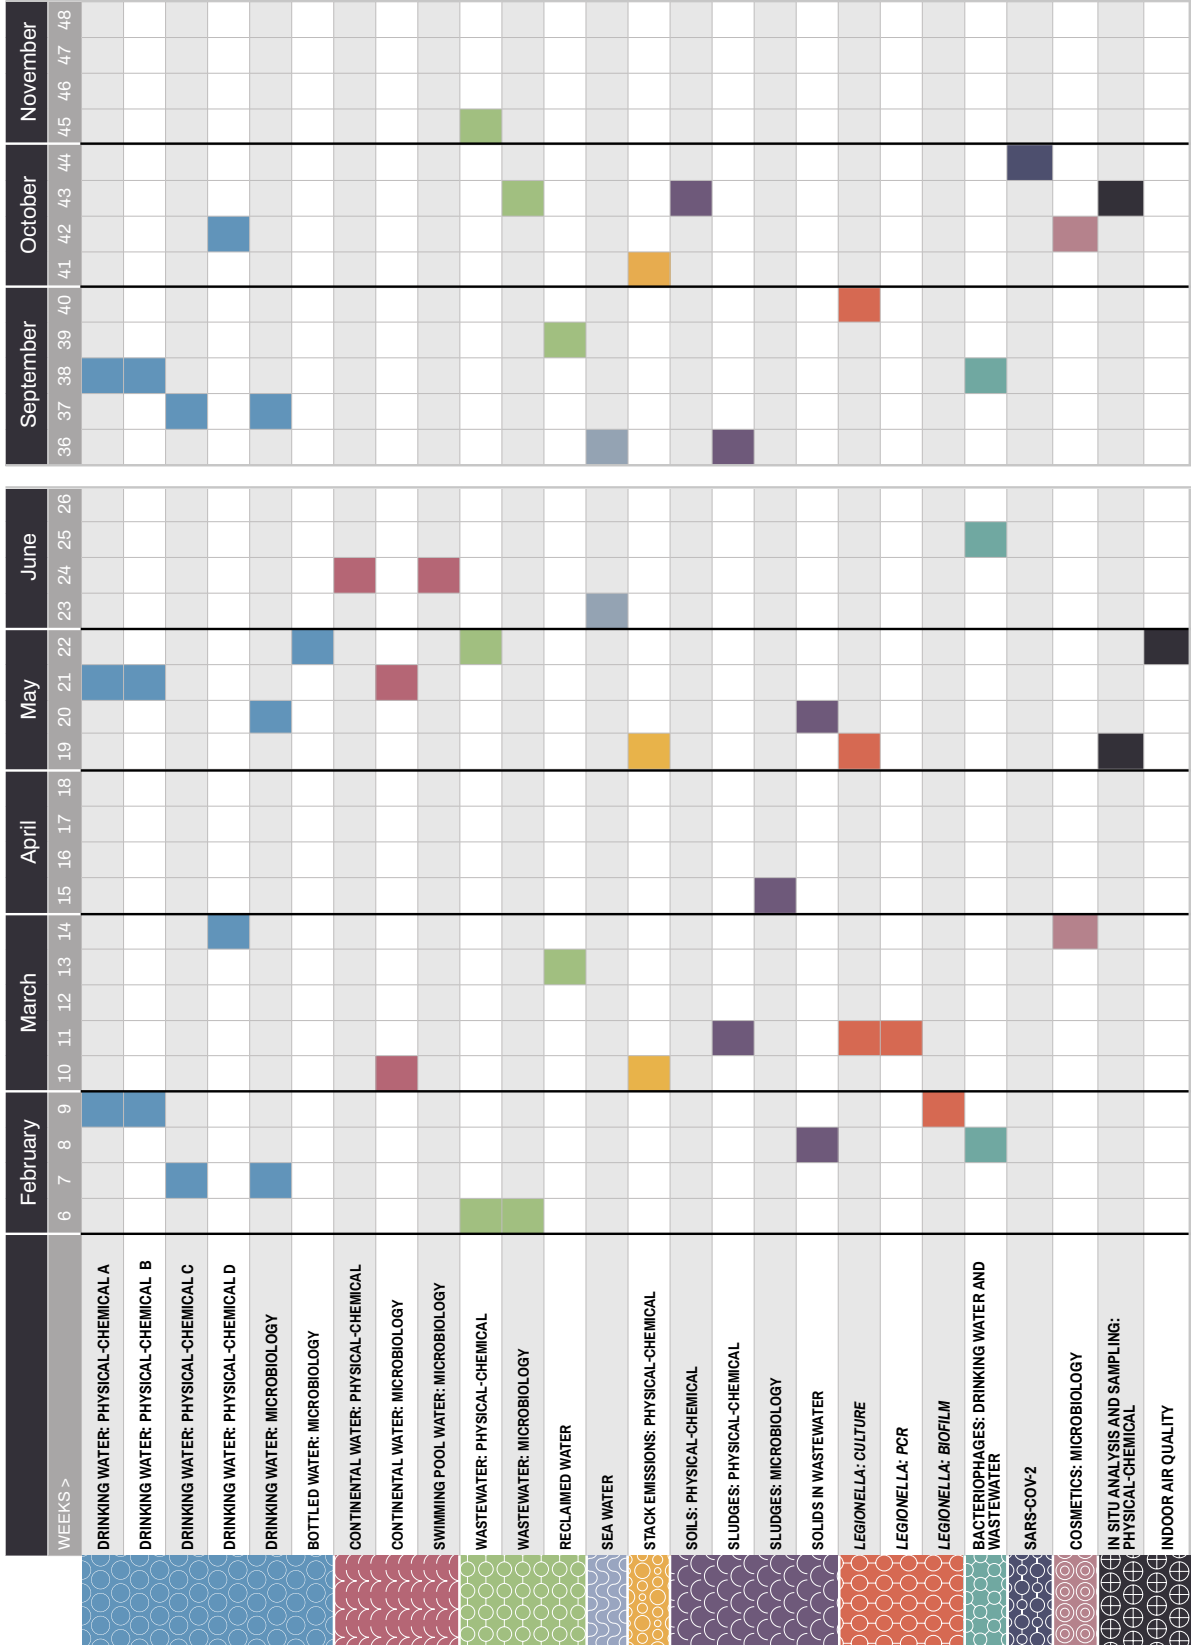 February
March
April
May
June
September
October
November
WEEKS >
6
7
8
9
10
11
12
13
14
15
16
17
18
19
20
21
22
23
24
25
26
36
37
38
39
40
41
42
43
44
45
46
47
48
DRINKING WATER: PHYSICAL-CHEMICAL A
DRINKING WATER: PHYSICAL-CHEMICAL B
DRINKING WATER: PHYSICAL-CHEMICAL C
DRINKING WATER: PHYSICAL-CHEMICAL D
DRINKING WATER: MICROBIOLOGY
BOTTLED WATER: MICROBIOLOGY
CONTINENTAL WATER: PHYSICAL-CHEMICAL
CONTINENTAL WATER: MICROBIOLOGY
SWIMMING POOL WATER: MICROBIOLOGY
WASTEWATER: PHYSICAL-CHEMICAL
WASTEWATER: MICROBIOLOGY
RECLAIMED WATER
SEA WATER
STACK EMISSIONS: PHYSICAL-CHEMICAL
SOILS: PHYSICAL-CHEMICAL
SLUDGES: PHYSICAL-CHEMICAL
SLUDGES: MICROBIOLOGY
SOLIDS IN WASTEWATER
LEGIONELLA: CULTURE
LEGIONELLA: PCR
LEGIONELLA: BIOFILM
BACTERIOPHAGES: DRINKING WATER AND
WASTEWATER
SARS-COV-2
COSMETICS: MICROBIOLOGY
IN SITU ANALYSIS AND SAMPLING:
PHYSICAL-CHEMICAL
INDOOR AIR QUALITY